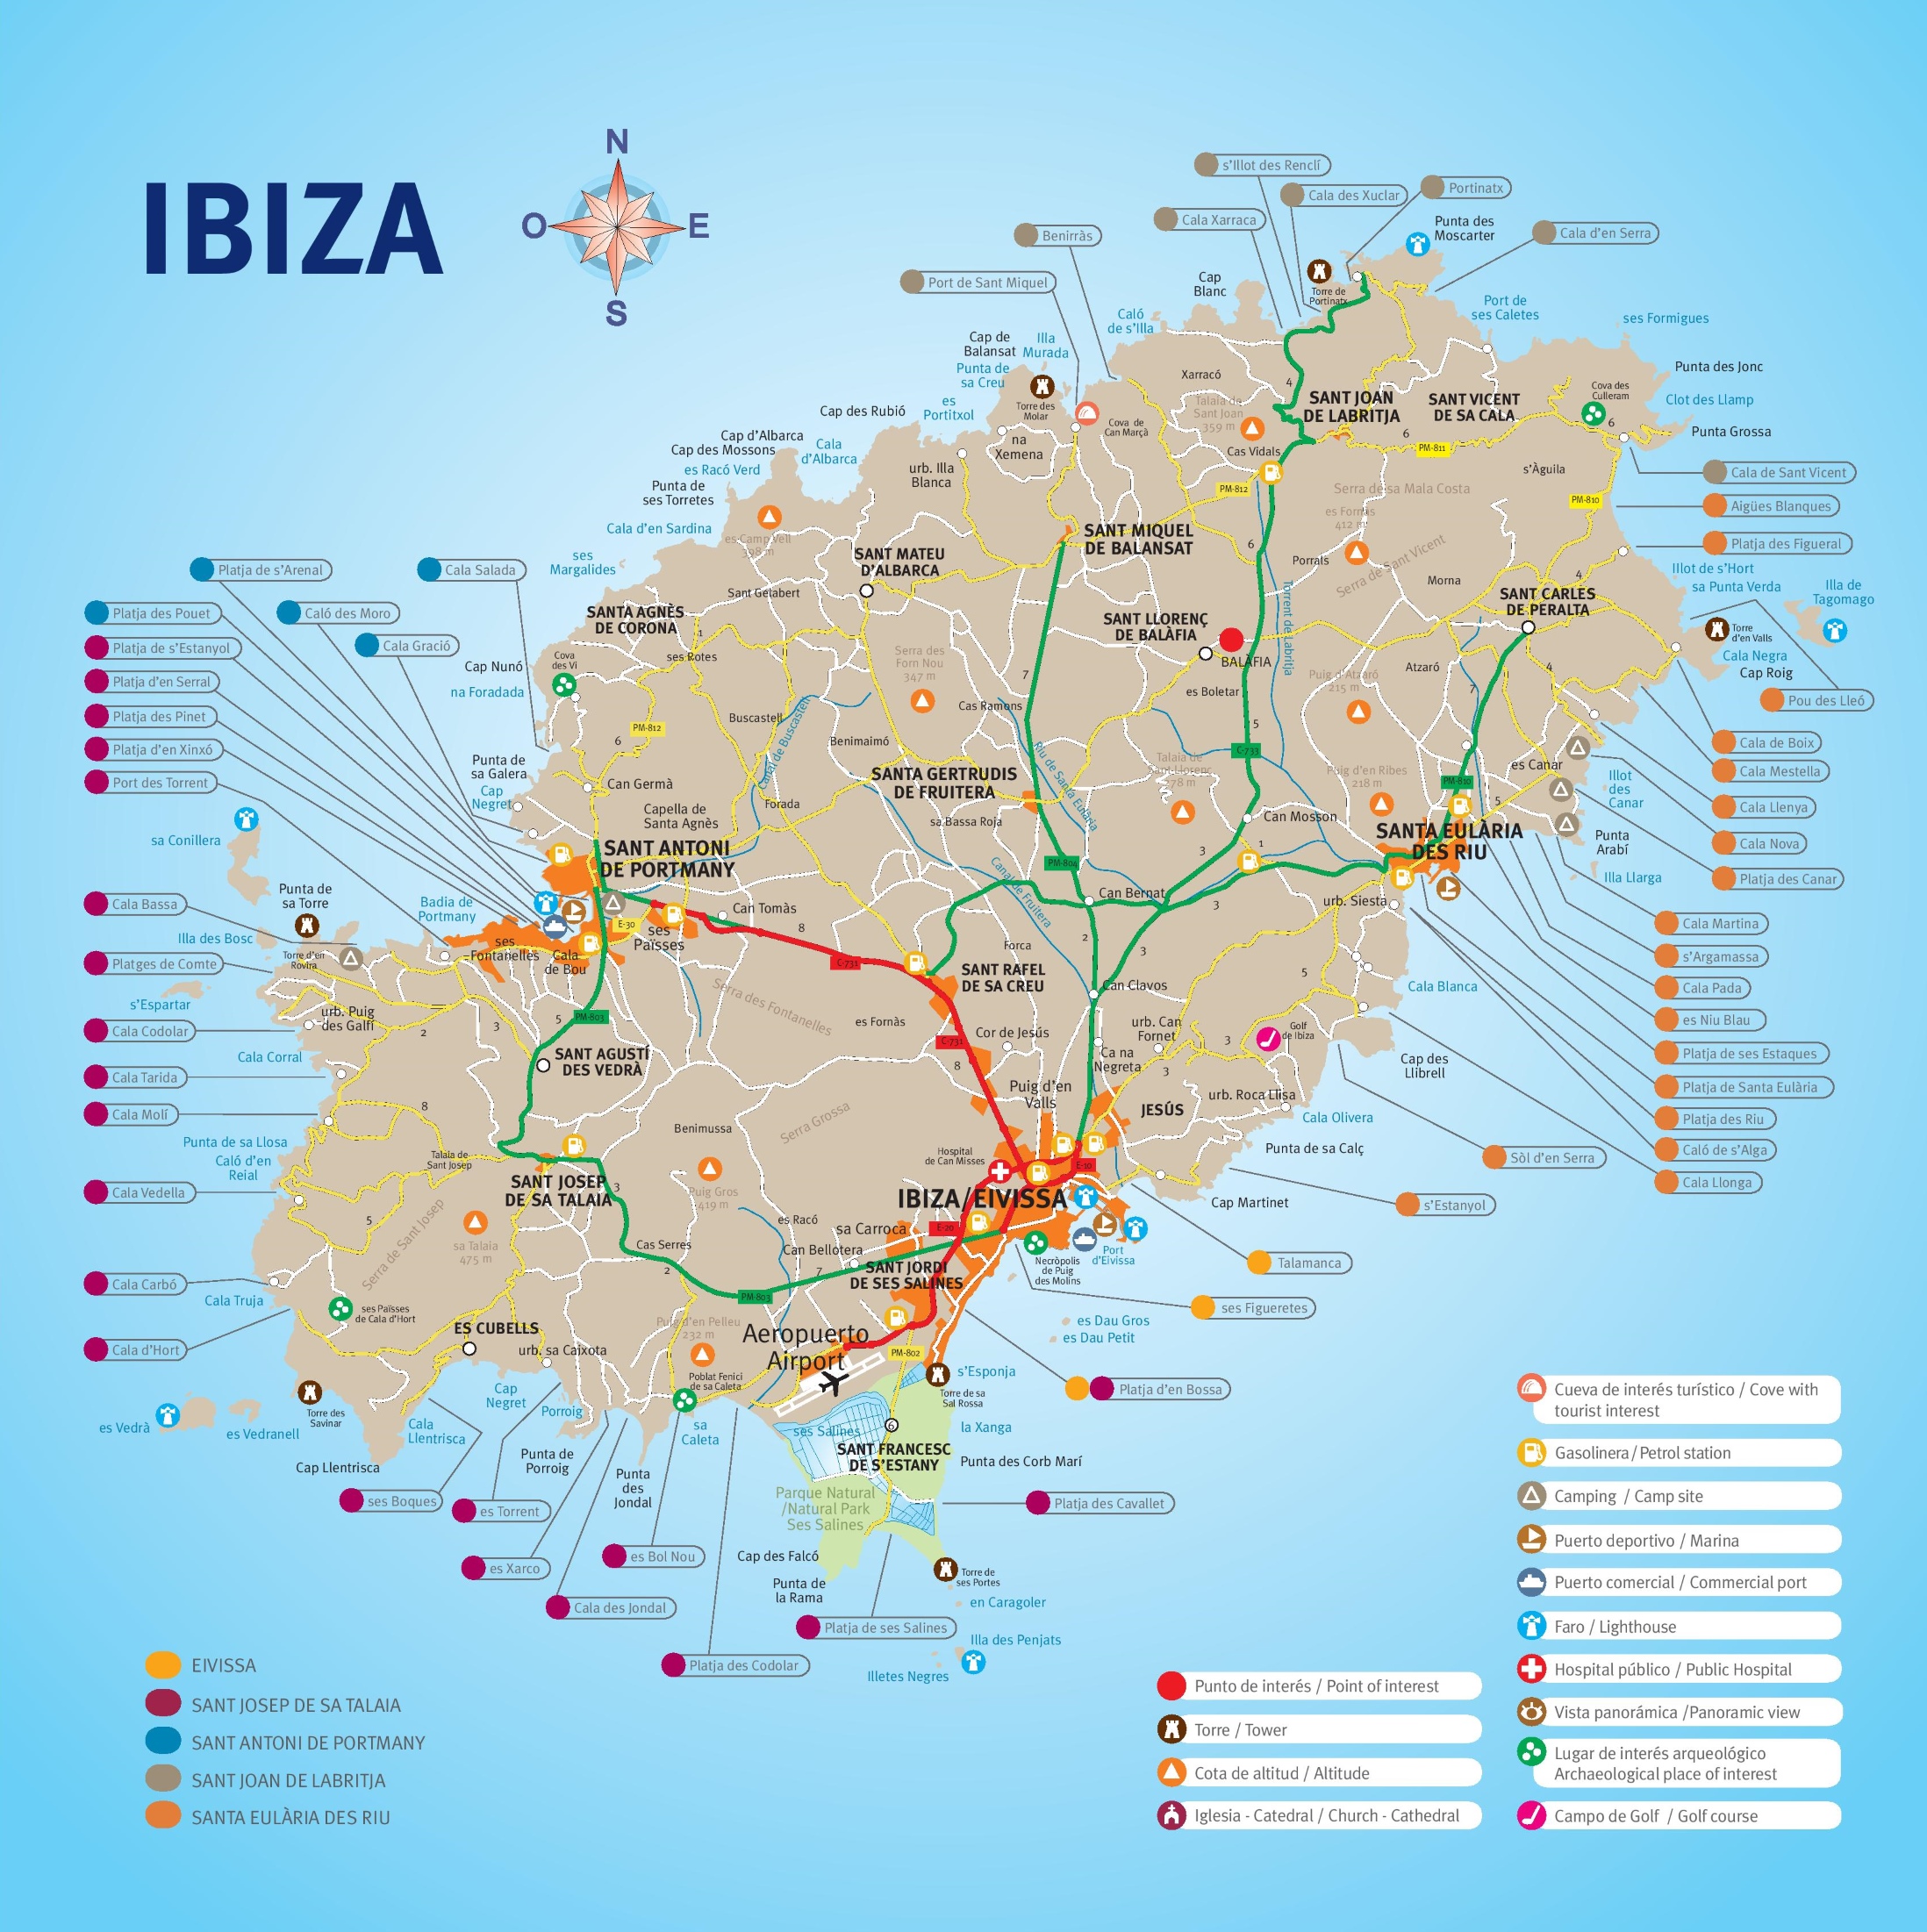 IBIZA
N
O
E
S
s'Illot des Renclí
Cala des Xuclar
Portinatx
Cala Xarraca
Benirràs
Port de Sant Miquel
Punta des
Moscarter
Cala d'en Serra
Cap
Blanc
Torre de
Portinatx
Port de
ses Caletes
ses Formigues
Caló
de s'Illa
Cap de
Balansat
Illa
Murada
Punta de
sa Creu
Torre des
Molar
es
Portitxol
Cap des Rubió
Cap d'Albarca
Cap des Mossons
Cala
d'Albarca
es Racó Verd
Punta de
ses Torretes
Cala d'en Sardina
ses
Margalides
na
Xemena
urb. Illa
Blanca
Cova de
Can Marçà
Xarracó
Talaia de
Sant Joan
359 m
4
SANT JOAN
DE LABRITJA
SANT VICENT
DE SA CALA
Cova des
Culleram
6
6
Punta des Jonc
Clot des Llamp
Punta Grossa
PM-811
Cas Vidals
PM-812
s'Àguila
PM-810
Cala de Sant Vicent
Aigües Blanques
Platja des Figueral
Serra de sa Mala Costa
es Fornàs
412 m
Serra de Sant Vicent
Porrals
Morna
4
Illot de s'Hort
sa Punta Verda
Illa de
Tagomago
Torre
d'en Valls
Cala Negra
Cap Roig
Pou des Lleó
es Camp Vell
398 m
SANT MATEU
D'ALBARCA
SANT MIQUEL
DE BALANSAT
6
SANT CARLES
DE PERALTA
Sant Gelabert
SANTA AGNÈS
DE CORONA
1
ses Rotes
Cova
des Vi
Cap Nunó
na Foradada
SANT LLORENÇ
DE BALÀFIA
BALÀFIA
Torrent de Labritja
es Boletar
Serra des
Forn Nou
347 m
7
Cas Ramons
Puig d'Atzaró
215 m
Atzaró
7
4
5
C-733
Platja de s'Arenal
Cala Salada
Platja des Pouet
Caló des Moro
Platja de s'Estanyol
Cala Gració
Platja d'en Serral
Platja des Pinet
Platja d'en Xinxó
Port des Torrent
PM-812
6
Buscastell
Canal de Buscastell
Benimaimó
Punta de
sa Galera
Cap
Negret
Can Germà
Capella de
Santa Agnès
Forada
SANTA GERTRUDIS
DE FRUITERA
sa Bassa Roja
Riu de Santa Eulària
Talaia de
Sant Llorenç
278 m
Puig d'en Ribes
218 m
PM-810
5
es Canar
Illot
des
Canar
Punta
Arabí
Illa Llarga
Cala de Boix
Cala Mestella
Cala Llenya
Cala Nova
Platja des Canar
Cala Martina
s'Argamassa
Cala Pada
es Niu Blau
Platja de ses Estaques
Platja de Santa Eulària
Platja des Riu
Caló de s'Alga
Cala Llonga
Can Mosson
SANTA EULÀRIA
DES RIU
1
3
3
urb. Siesta
sa Conillera
SANT ANTONI
DE PORTMANY
PM-804
Can Bernat
Canal de Fruitera
Cala Bassa
Punta de
sa Torre
Badia de
Portmany
Illa des Bosc
Torre d'en
Rovira
Platges de Comte
s'Espartar
ses
Fontanelles
Cala
de Bou
E-30
ses
Païsses
Can Tomàs
8
C-731
Forca
2
3
SANT RAFEL
DE SA CREU
Can Clavos
5
Cala Blanca
Serra des Fontanelles
Cala Codolar
urb. Puig
des Galfí
2
3
5
PM-803
es Fornàs
C-731
8
Cor de Jesús
urb. Can
Fornet
Ca na
Negreta
3
3
Golf
de Ibiza
Cap des
Llibrell
Cala Corral
Cala Tarida
SANT AGUSTÍ
DES VEDRÀ
Cala Molí
8
Puig d'en
Valls
JESÚS
urb. Roca Llisa
Cala Olivera
Serra Grossa
Benimussa
Punta de sa Llosa
Caló d'en
Reial
Talaia de
Sant Josep
Hospital
de Can Misses
E-10
Punta de sa Calç
Sòl d'en Serra
Cala Vedella
SANT JOSEP
DE SA TALAIA
3
Puig Gros
419 m
IBIZA/EIVISSA
Cap Martinet
s'Estanyol
5
Serra de Sant Josep
sa Talaia
475 m
Cas Serres
2
es Racó
sa Carroca
E-20
Can Bellotera
7
Necròpolis
de Puig
des Molins
Port
d'Eivissa
Talamanca
Cala Carbó
Cala Truja
SANT JORDI
DE SES SALINES
PM-803
ses Figueretes
ses Païsses
de Cala d'Hort
ES CUBELLS
Puig d'en Pelleu
232 m
Aeropuerto
Airport
PM-802
es Dau Gros
es Dau Petit
Cala d'Hort
urb. sa Caixota
Poblat Fenici
de sa Caleta
s'Esponja
Torre de sa
Sal Rossa
Platja d'en Bossa
es Vedrà
es Vedranell
Torre des
Savinar
Cap
Negret
Cala
Llentrisca
Porroig
sa
Caleta
ses Salines
6
la Xanga
SANT FRANCESC
DE S'ESTANY
Punta des Corb Marí
Cap Llentrisca
Punta de
Porroig
Punta
des
Jondal
Parque Natural
/Natural Park
Ses Salines
ses Boques
es Torrent
Platja des Cavallet
es Xarco
es Bol Nou
Cap des Falcó
Punta de
la Rama
Torre de
ses Portes
Cala des Jondal
Platja de ses Salines
en Caragoler
Platja des Codolar
Illa des Penjats
Illetes Negres
EIVISSA
SANT JOSEP DE SA TALAIA
SANT ANTONI DE PORTMANY
SANT JOAN DE LABRITJA
SANTA EULÀRIA DES RIU
Punto de interés / Point of interest
Torre / Tower
Cota de altitud / Altitude
Iglesia - Catedral / Church - Cathedral
Cueva de interés turístico / Cove with
tourist interest
Gasolinera / Petrol station
Camping / Camp site
Puerto deportivo / Marina
Puerto comercial / Commercial port
Faro / Lighthouse
Hospital público / Public Hospital
Vista panorámica /Panoramic view
Lugar de interés arqueológico
Archaeological place of interest
Campo de Golf / Golf course